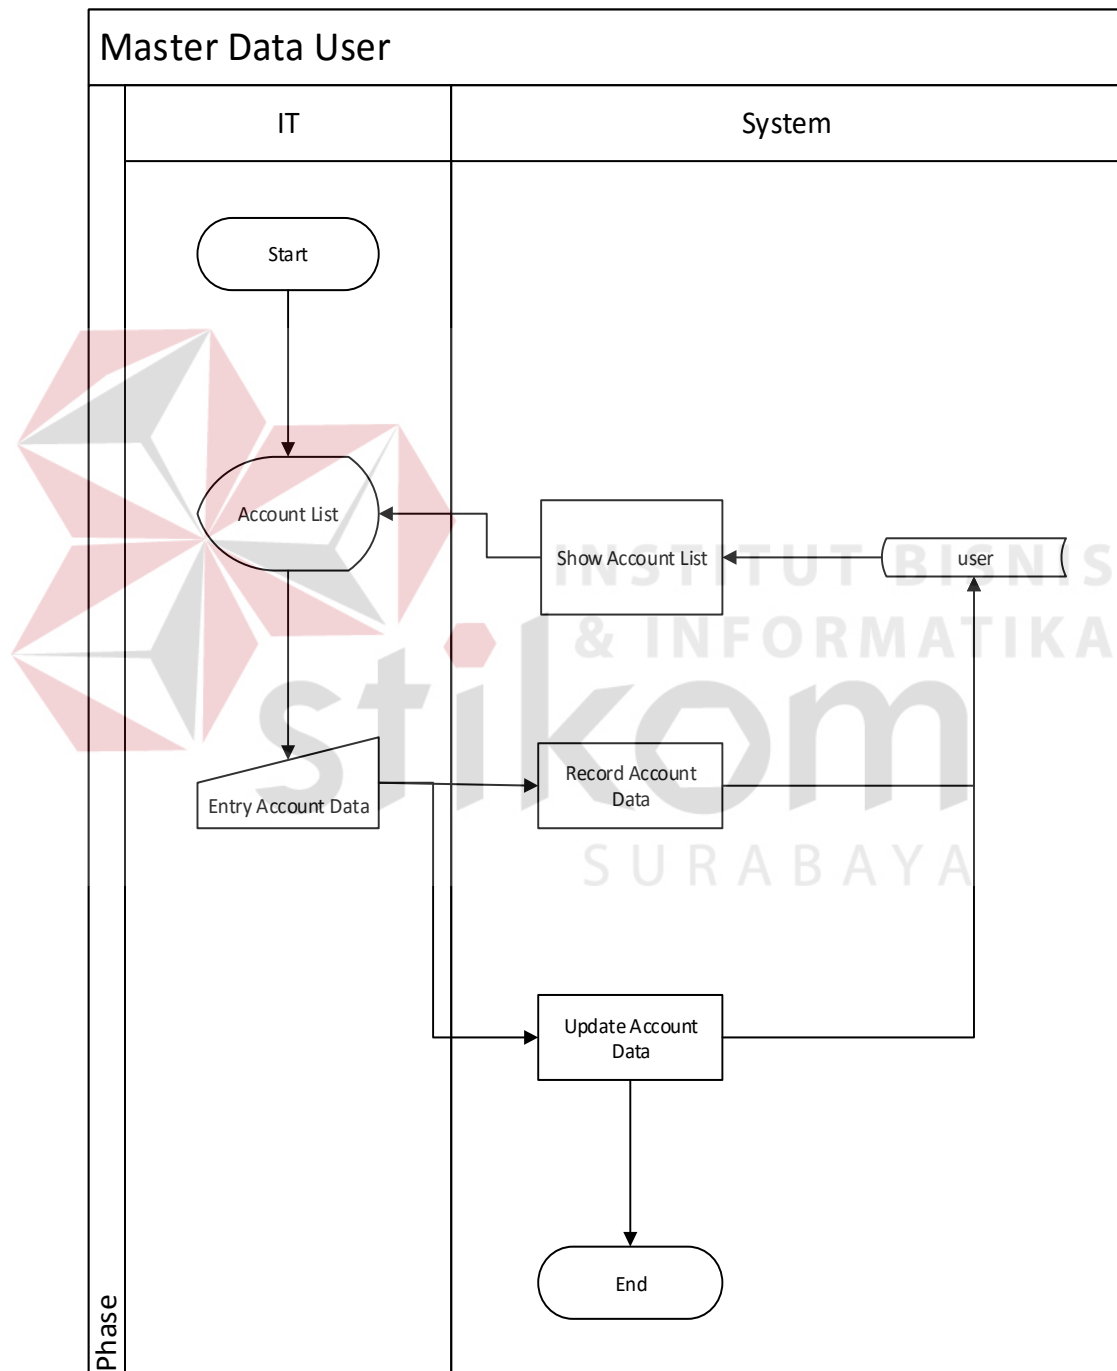 Master Data User
IT
System
Start
Account List
Show Account List
user
INSTITUT BISNIS
& INFORMATIKA
stikom
Entry Account Data
Record Account
Data
SURABAYA
Update Account
Data
End
Phase